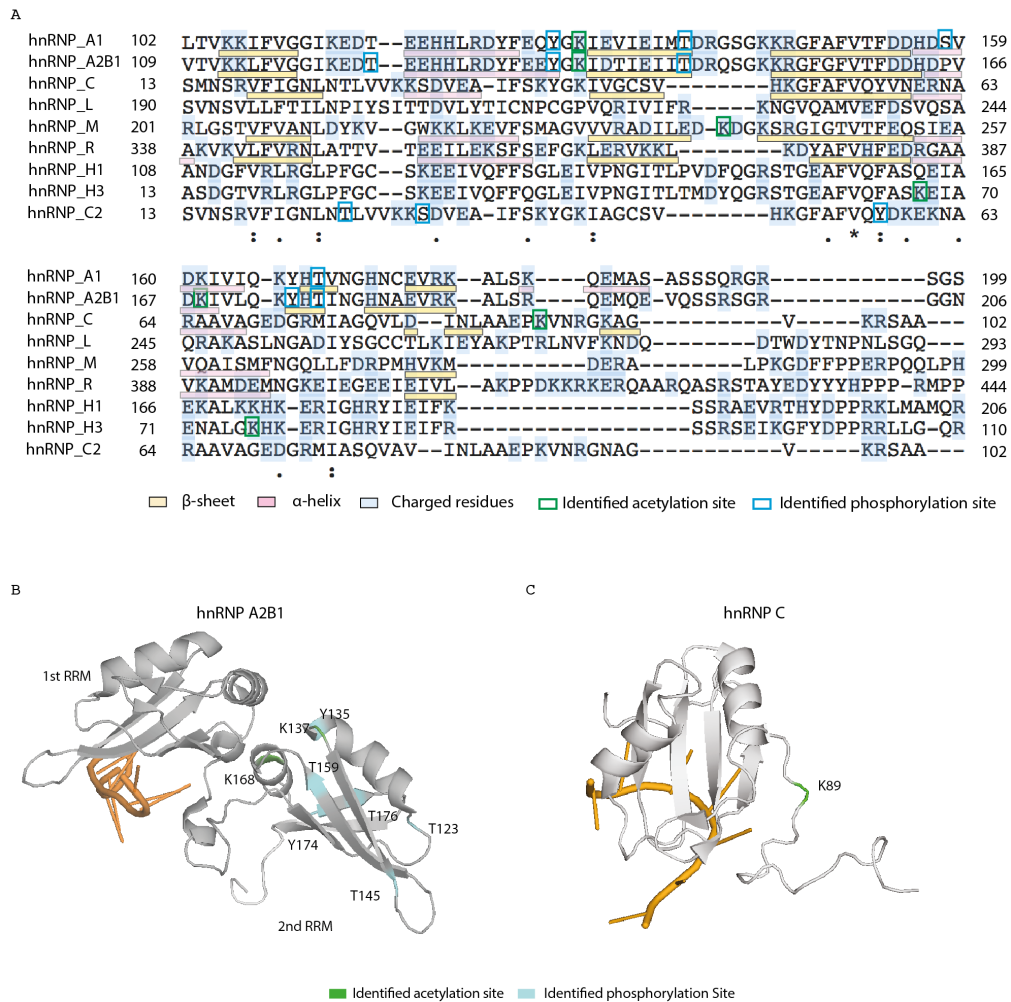 A
hnRNP_A1 102 LTVKKIFVGGIKEDT--EEHHLRDYFEQYGKIEVIEIMTDRGSGKKRGFAFVTFDDHDSV 159
hnRNP_A2B1 109 VTVKKLFVGGIKEDT--EEHHLRDYFEEYGKIDTIEIITDRQSGKKRGFGFVTFDDHDPV 166
hnRNP_C 13 SMNSRVFIGNLNTLVVKKSDVEA-IFSKYGKIVGCSV--------HKGFAFVQYVNERNA 63
hnRNP_L 190 SVNSVLLFTILNPIYSITTDVLYTICNPCGPVQRIVIFR------KNGVQAMVEFDSVQSA 244
hnRNP_M 201 RLGSTVFVANLDYKV--GWKKLKEVFSMAGVVVRADILED-KDGKSRGIGTVTFEQSIEA 257
hnRNP_R 338 AKVKVLFVRNLATTV--TEEILEKSFSEFGKLERVKKL--------KDYAFVHFEDRGAA 387
hnRNP_H1 108 ANDGFVRLRGLPFGC-SKEEIVQFFSGLEIVPNGITLPVDFQGRSTGEAFVQFASQEIA 165
hnRNP_H3 13 ASDGTVRLRGLPFGC-SKEEIVQFFQGLEIVPNGITLTMDYQGRSTGEAFVQFASKEIA 70
hnRNP_C2 13 SVNSRVFIGNLNTLVVKKSDVEA-IFSKYGKIAGCSV--------HKGFAFVQYDKEKNA 63
: . : . . : . * : . .
hnRNP_A1 160 DKIVIQ-KYHTVNGHNCEVRK--ALSK----QEMAS-ASSSQRGR------------SGS 199
hnRNP_A2B1 167 DKIVLQ-KYHTINGHNAEVRK--ALSR----QEMQE-VQSSRSGR------------GGN 206
hnRNP_C 64 RAAVAGEDGRMIAGQVLD--INLAAEPKVNRGKAG-----------V-----KRSAA--- 102
hnRNP_L 245 QRAKASLNGADIYSGCCTLKIEYAKPTRLNVFKNDQ--------DTWDYTNPNLSGQ--- 293
hnRNP_M 258 VQAISMFNGQLLFDRPMHVKM--------DERA--------LPKGDFFPPERPQQLPH 299
hnRNP_R 388 VKAMDEMNGKEIEGEEIEIVL--AKPPDKKRKERQAARQASRSTAYEDYYYHPPP-RMPP 444
hnRNP_H1 166 EKALKKHK-ERIGHRYIEIFK------------------SSRAEVRTHYDPPRKLMAMQR 206
hnRNP_H3 71 ENALGKHK-ERIGHRYIEIFR------------------SSRSEIKGFYDPPRRLLG-QR 110
hnRNP_C2 64 RAAVAGEDGRMIASQVAV--INLAAEPKVNRGNAG-----------V-----KRSAA--- 102
. :
β-sheet α-helix Charged residues Identified acetylation site Identified phosphorylation site
B C
hnRNP A2B1 hnRNP C
1st RRM
Y135
K137
T159
K168
K89
T176
T123
Y174
T145
2nd RRM
Identified acetylation site Identified phosphorylation Site